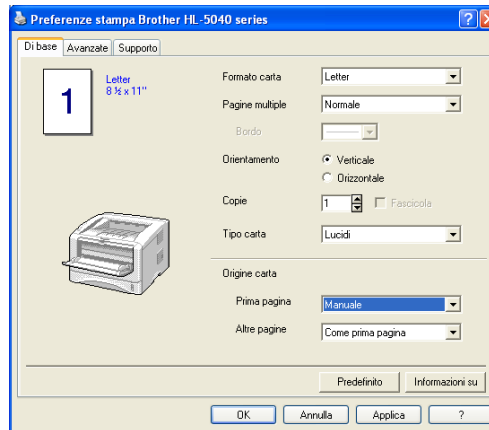 Preferenze stampa Brother HL-5040 series
?
Di base Avanzate Supporto
1
Letter
8 ½ x 11"
Formato carta Letter
Pagine multiple Normale
Bordo
Orientamento Verticale
Orizzontale
Copie 1 Fascicola
Tipo carta Lucidi
Origine carta
Prima pagina Manuale
Altre pagine Come prima pagina
Predefinito Informazioni su
OK Annulla Applica ?